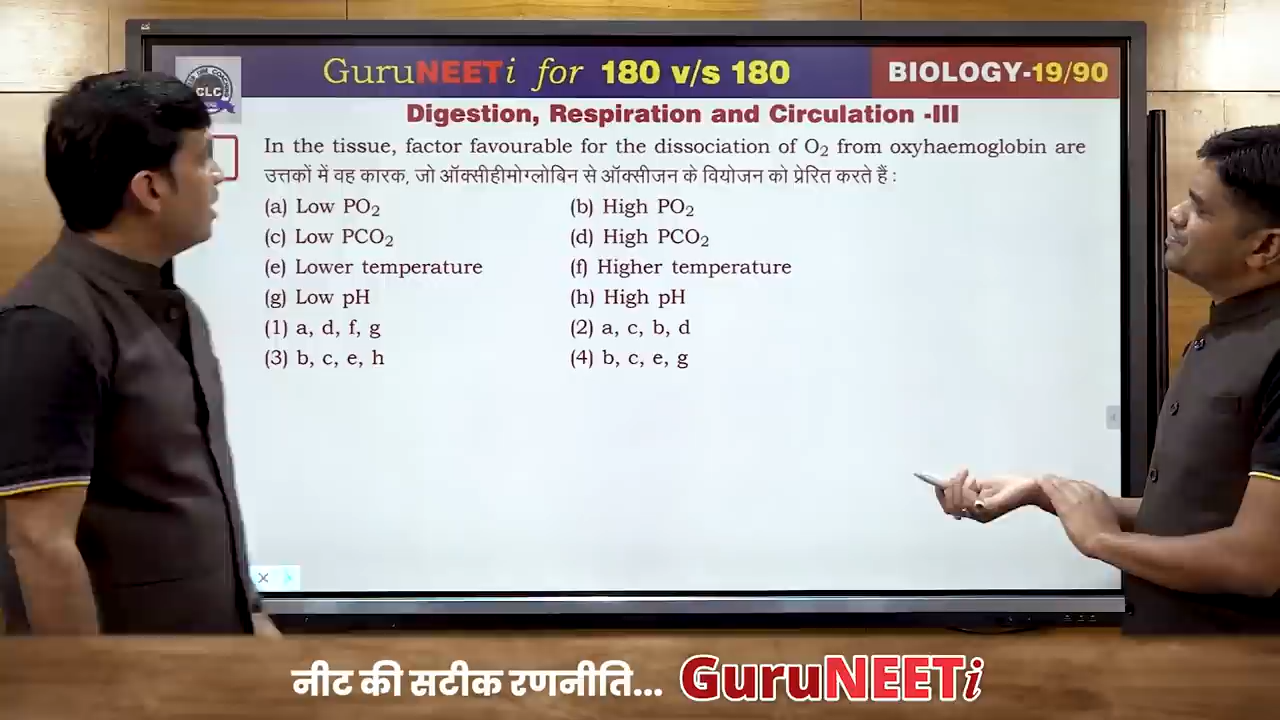 GuruNEETi for 180 v/s 180
BIOLOGY-19/90
CLC
Digestion, Respiration and Circulation -III
In the tissue, factor favourable for the dissociation of O₂ from oxyhaemoglobin are
उत्तकों में वह कारक, जो ऑक्सीहीमोग्लोबिन से ऑक्सीजन के वियोजन को प्रेरित करते हैं :
(a) Low PO₂ (b) High PO₂
(c) Low PCO₂ (d) High PCO₂
(e) Lower temperature (f) Higher temperature
(g) Low pH (h) High pH
(1) a, d, f, g (2) a, c, b, d
(3) b, c, e, h (4) b, c, e, g
नीट की सटीक रणनीति... GuruNEETi